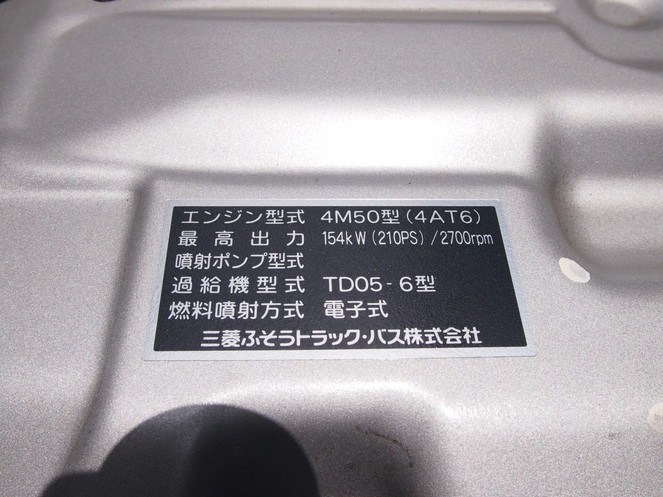 エンジン型式 4M50型(4AT6)
最高出力 154kW(210PS)/2700rpm
噴射ポンプ型式
過給機型式 TD05-6型
燃料噴射方式 電子式
三菱ふそうトラック・バス株式会社